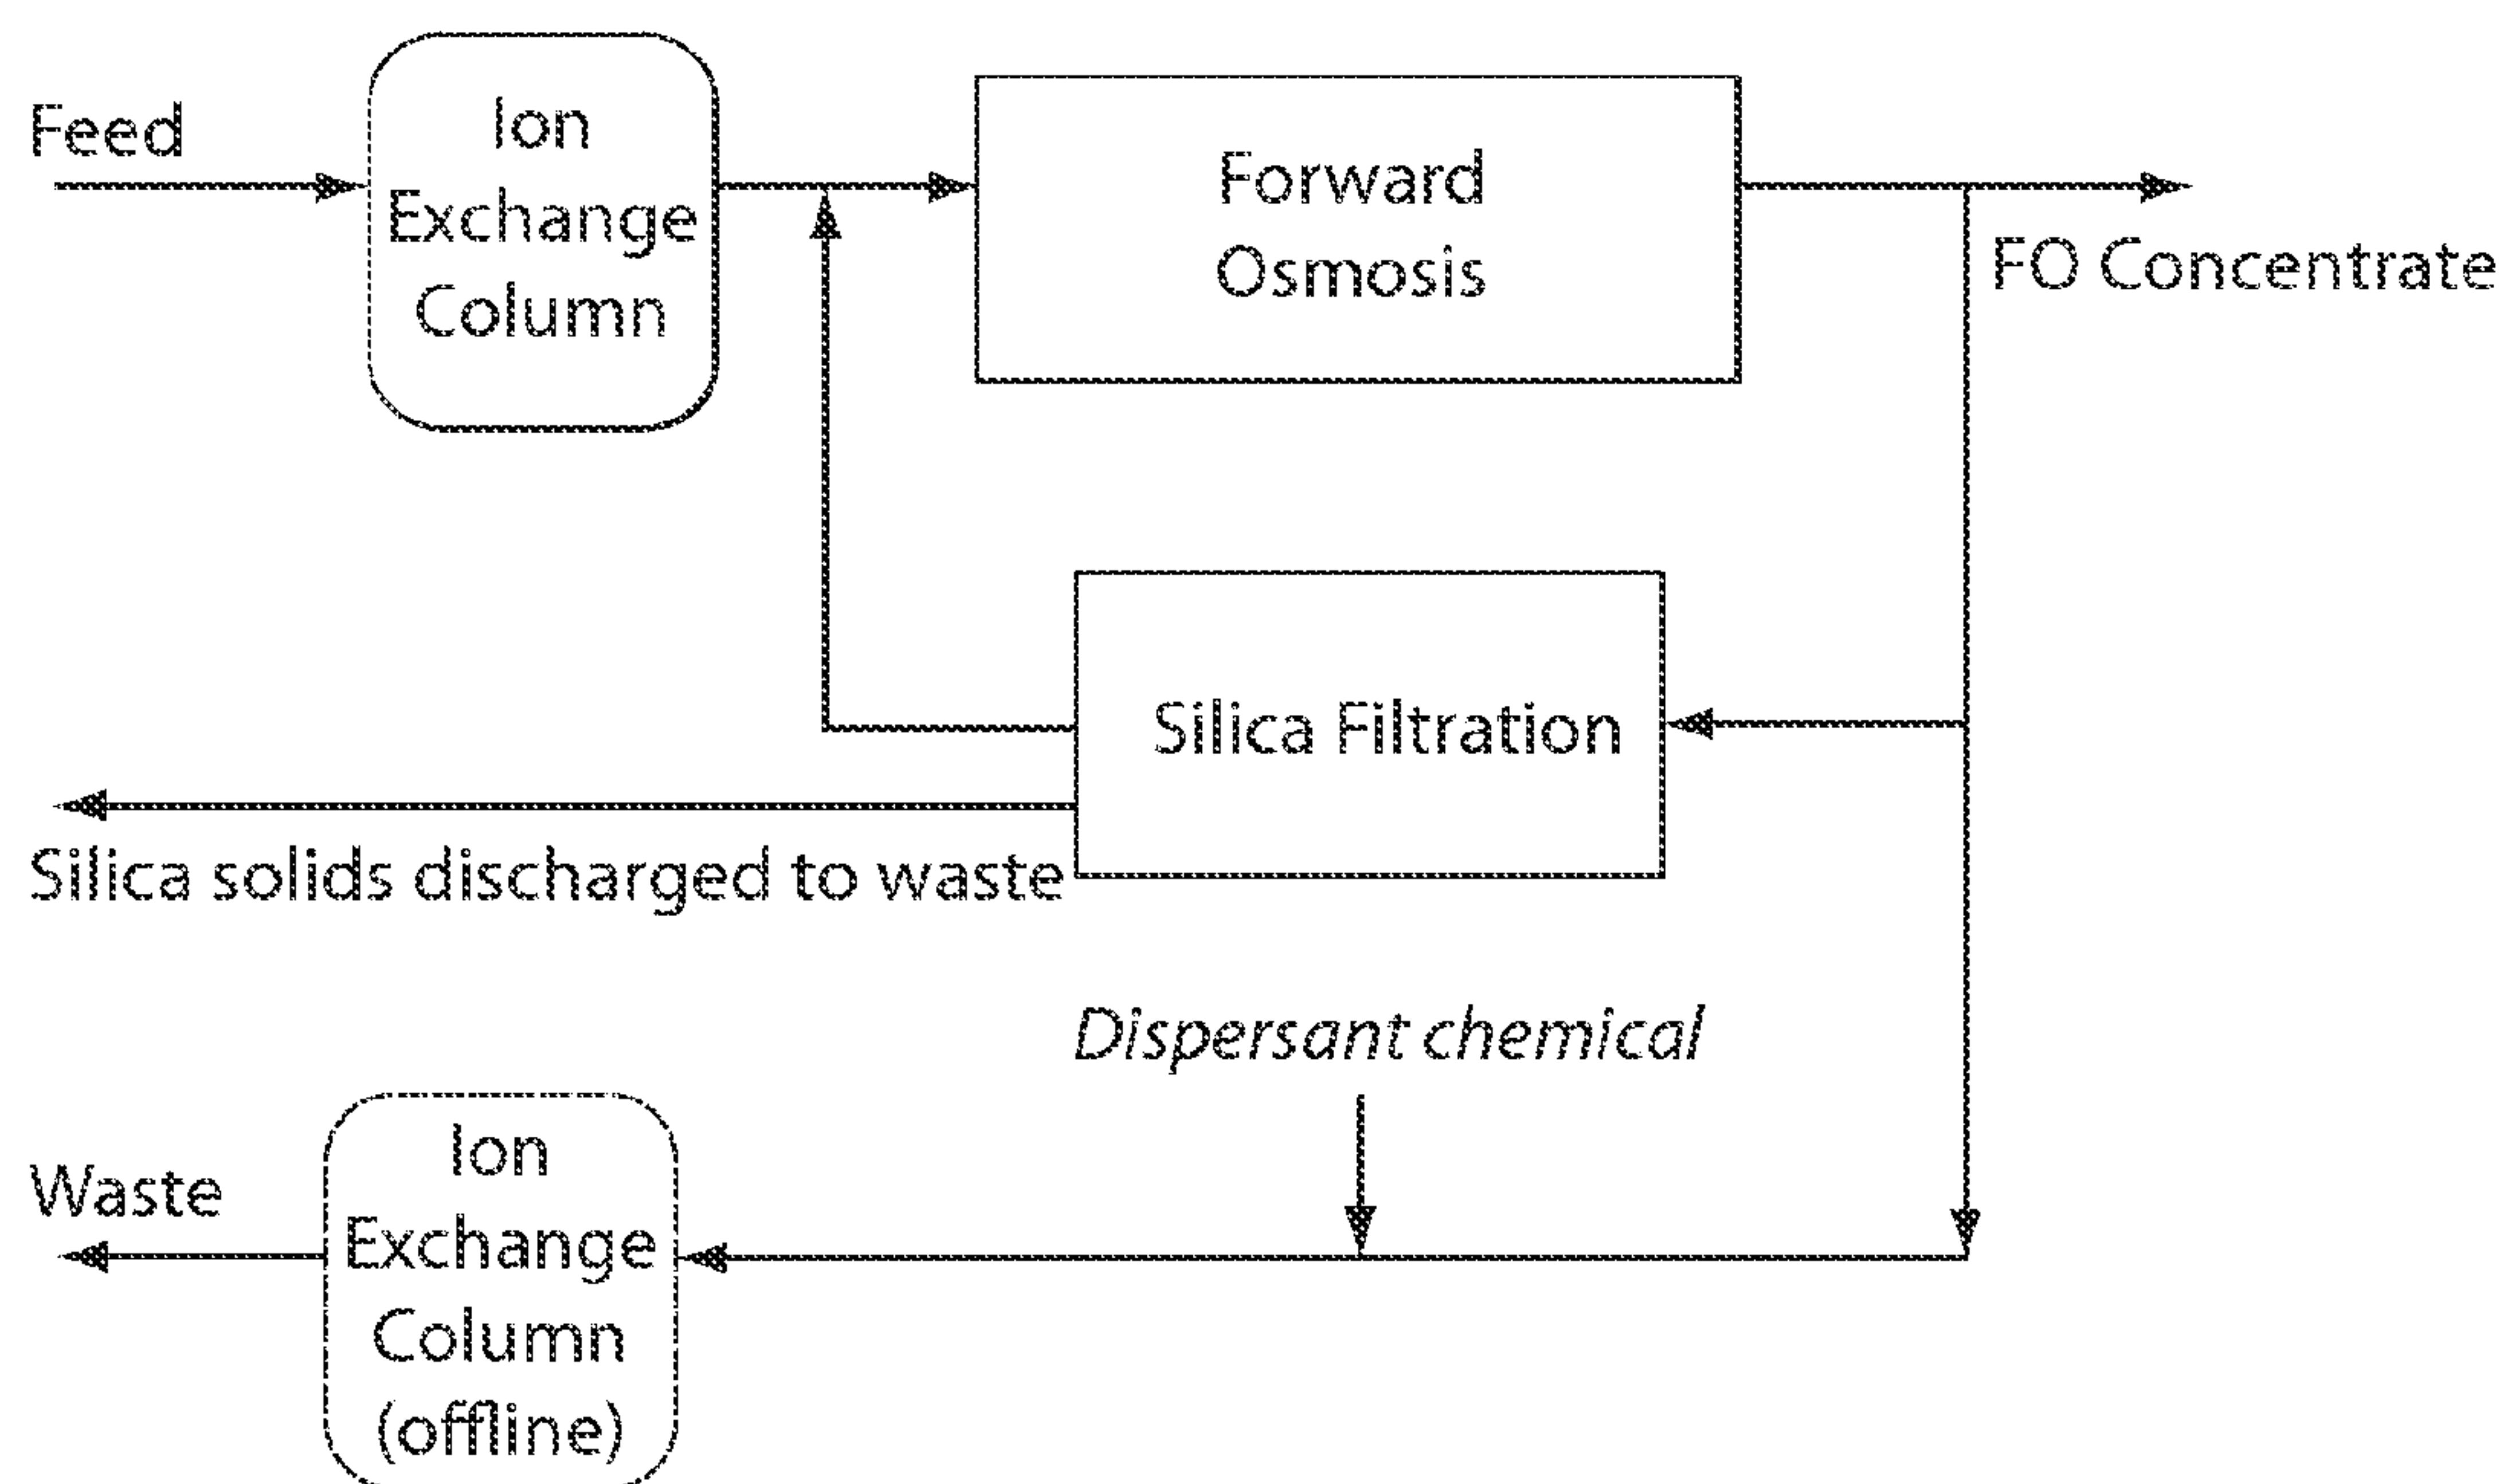 Feed
Ion
Exchange
Column
Forward
Osmosis
FO Concentrate
Silica Filtration
Silica solids discharged to waste
Dispersant chemical
Waste
Ion
Exchange
Column
(offline)